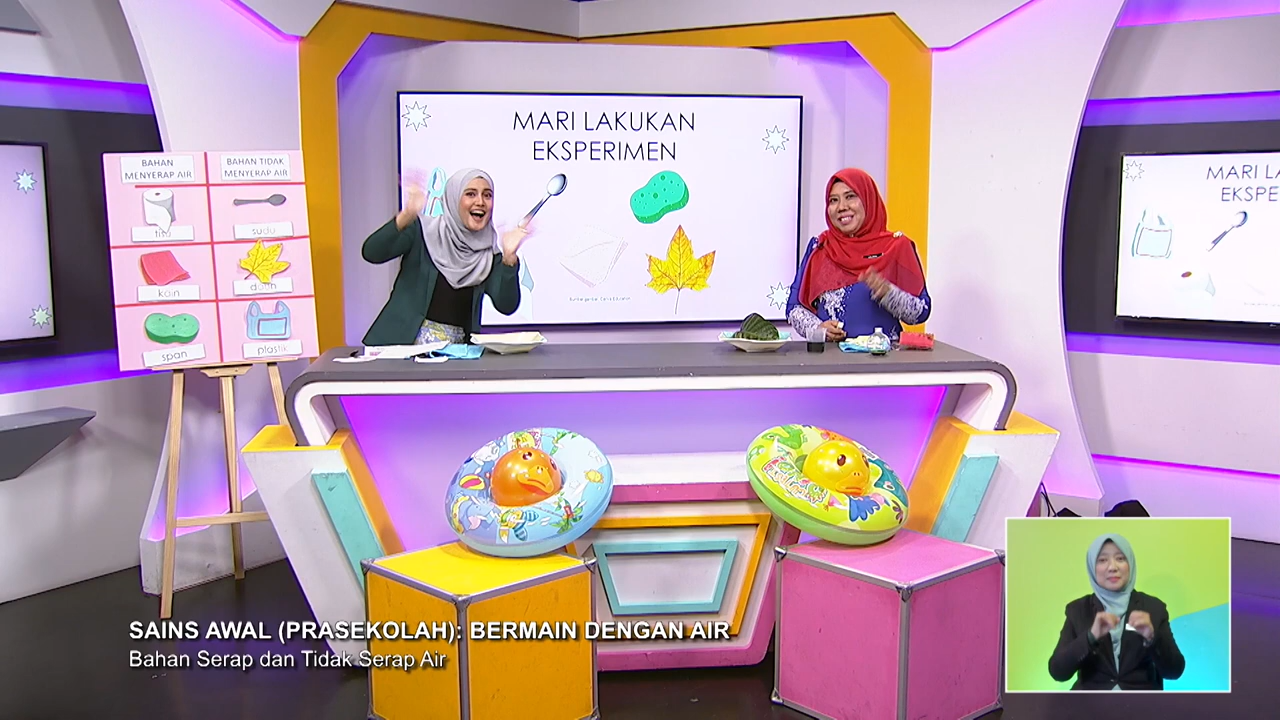 MARI LAKUKAN
EKSPERIMEN
BAHAN
MENYERAP AIR
BAHAN TIDAK
MENYERAP AIR
tisu
sudu
kain
daun
span
plastik
MARI LA
EKSPE
SAINS AWAL (PRASEKOLAH): BERMAIN DENGAN AIR
Bahan Serap dan Tidak Serap Air